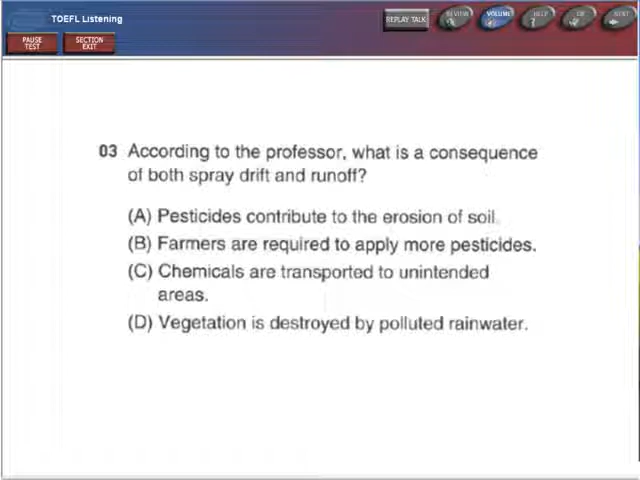 TOEFL Listening
REPLAY TALK
REVIEW
VOLUME
HELP
OK
NEXT
PAUSE
TEST
SECTION
EXIT
03 According to the professor, what is a consequence
of both spray drift and runoff?
(A) Pesticides contribute to the erosion of soil.
(B) Farmers are required to apply more pesticides.
(C) Chemicals are transported to unintended
areas.
(D) Vegetation is destroyed by polluted rainwater.